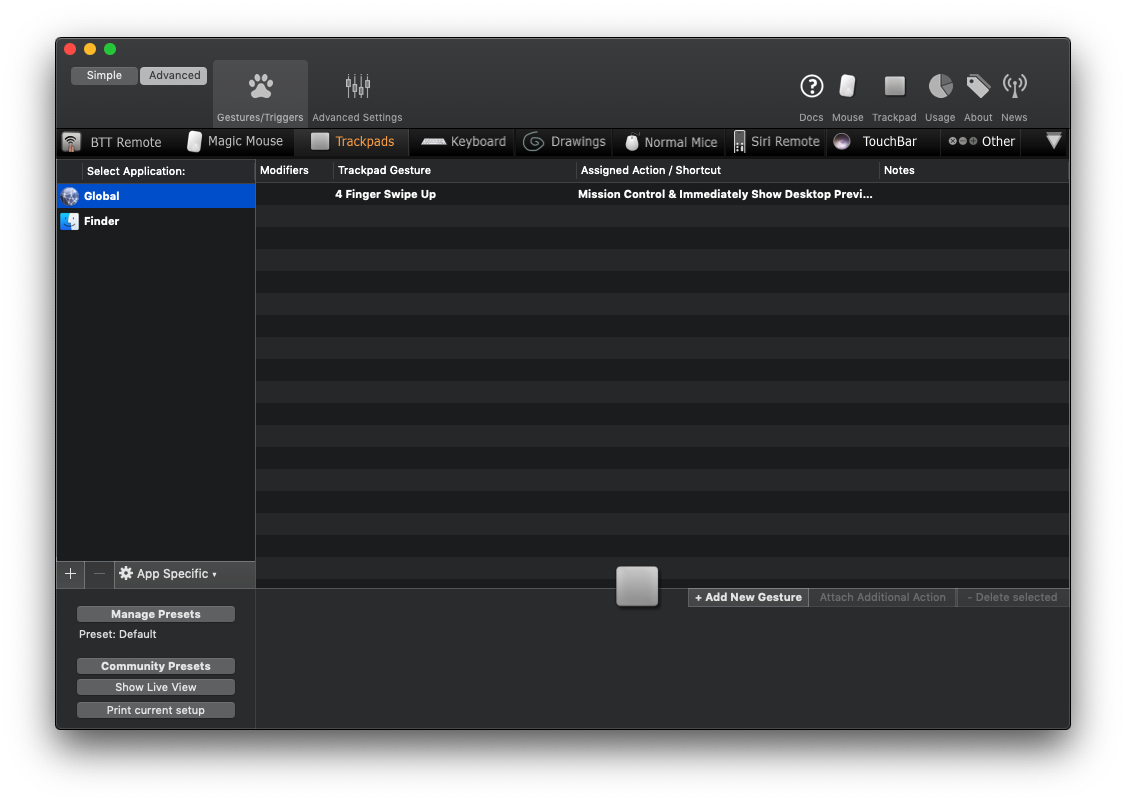 Simple Advanced
Gestures/Triggers Advanced Settings Docs Mouse Trackpad Usage About News
BTT Remote Magic Mouse Trackpads Keyboard Drawings Normal Mice Siri Remote TouchBar Other
Select Application: Modifiers Trackpad Gesture Assigned Action / Shortcut Notes
Global 4 Finger Swipe Up Mission Control & Immediately Show Desktop Previ...
Finder
+ − App Specific ▾
+ Add New Gesture Attach Additional Action - Delete selected
Manage Presets
Preset: Default
Community Presets
Show Live View
Print current setup